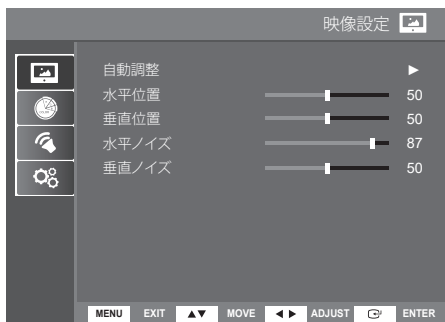 映像設定
自動調整 ▶
水平位置 50
垂直位置 50
水平ノイズ 87
垂直ノイズ 50
MENU EXIT ▲▼ MOVE ◀▶ ADJUST ENTER